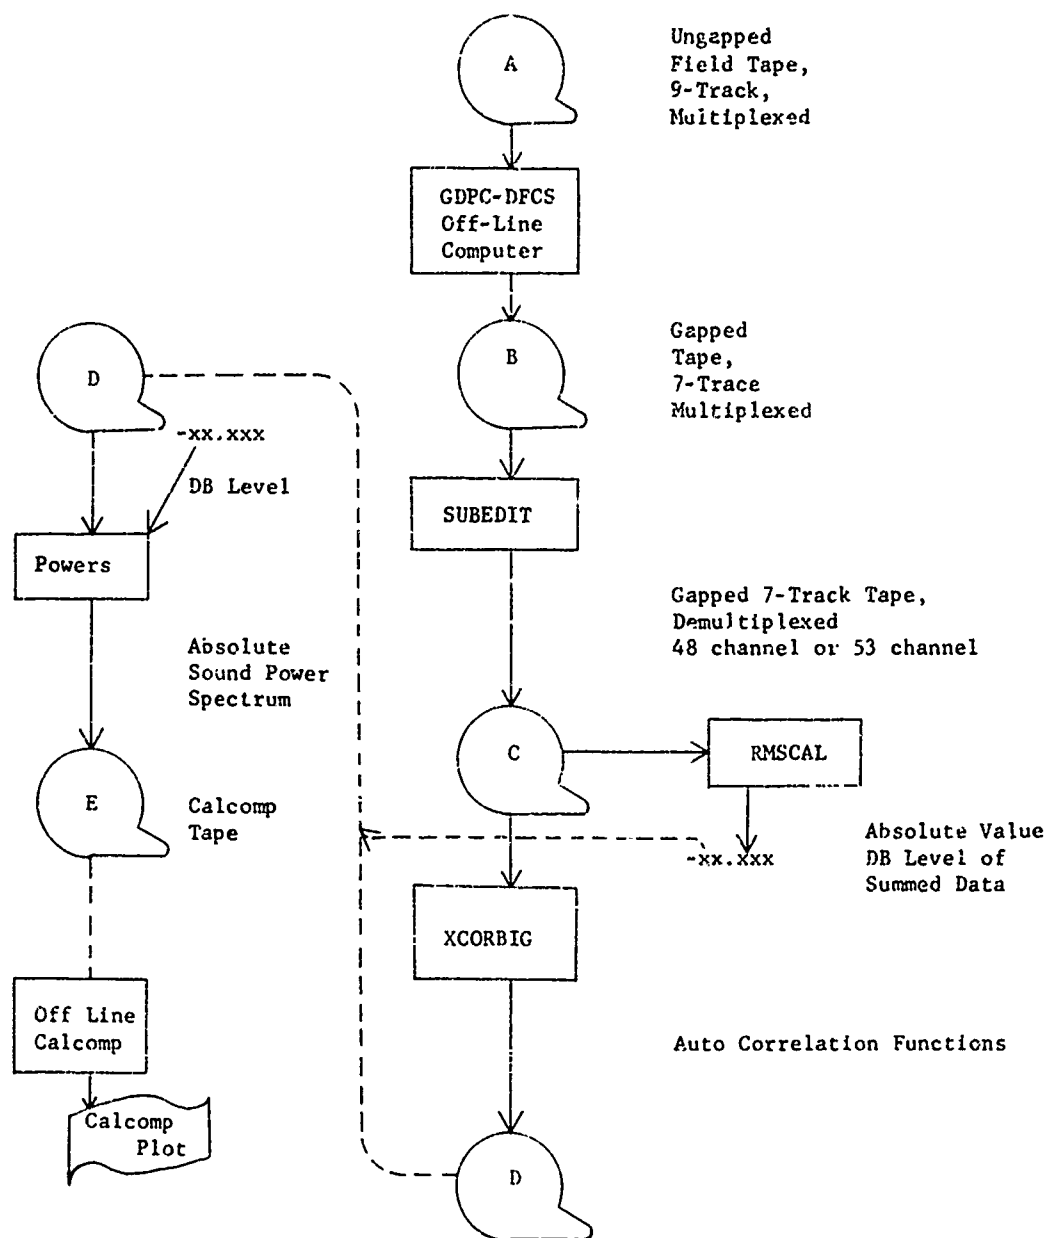 A
Ungapped
Field Tape,
9-Track,
Multiplexed
GDPC-DFCS
Off-Line
Computer
B
Gapped
Tape,
7-Trace
Multiplexed
SUBEDIT
Gapped 7-Track Tape,
Demultiplexed
48 channel or 53 channel
C
RMSCAL
-xx.xxx
Absolute Value
DB Level of
Summed Data
XCORBIG
Auto Correlation Functions
D
D
-xx.xxx
DB Level
Powers
Absolute
Sound Power
Spectrum
E
Calcomp
Tape
Off Line
Calcomp
Calcomp
Plot